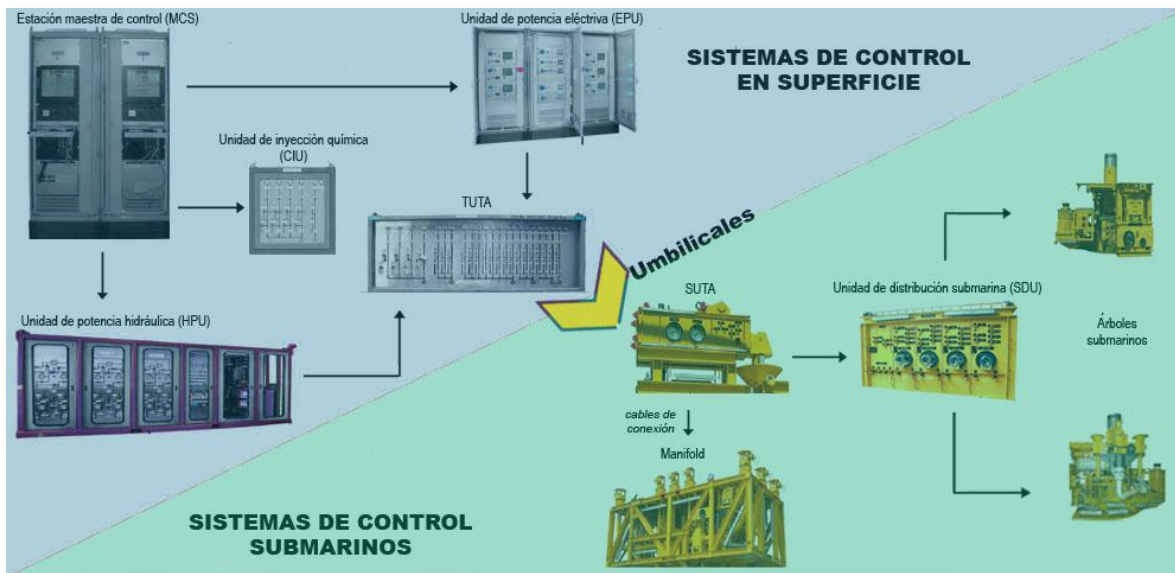 Estación maestra de control (MCS)
Unidad de potencia eléctriva (EPU)
SISTEMAS DE CONTROL
EN SUPERFICIE
Unidad de inyección química
(CIU)
TUTA
Umbilicales
Unidad de potencia hidráulica (HPU)
SUTA
Unidad de distribución submarina (SDU)
Árboles
submarinos
cables de
conexión
Manifold
SISTEMAS DE CONTROL
SUBMARINOS